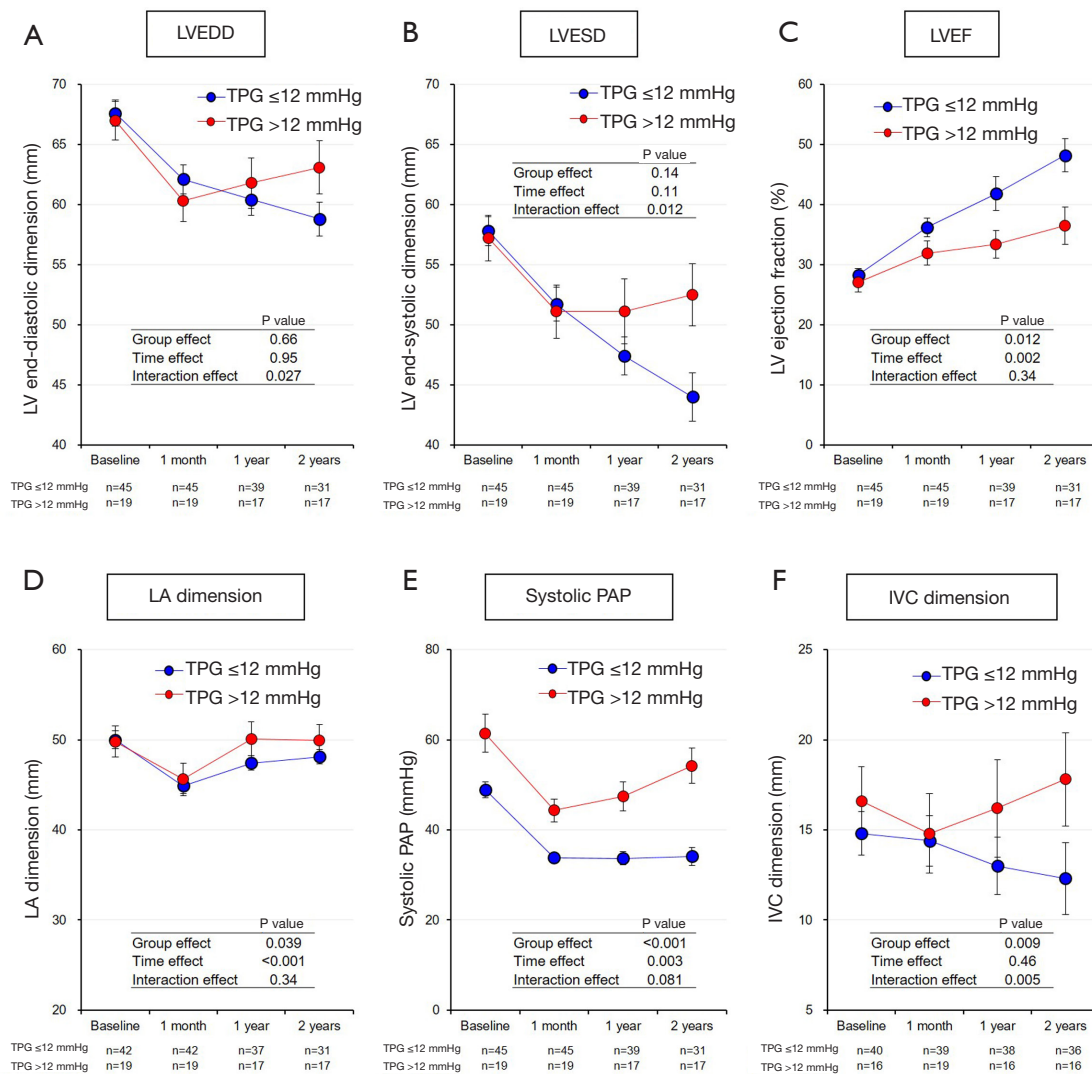 A
LVEDD
LV end-diastolic dimension (mm)
70
65
60
55
50
45
40
TPG ≤12 mmHg
TPG >12 mmHg
P value
Group effect 0.66
Time effect 0.95
Interaction effect 0.027
Baseline 1 month 1 year 2 years
TPG ≤12 mmHg n=45 n=45 n=39 n=31
TPG >12 mmHg n=19 n=19 n=17 n=17
B
LVESD
LV end-systolic dimension (mm)
70
65
60
55
50
45
40
TPG ≤12 mmHg
TPG >12 mmHg
P value
Group effect 0.14
Time effect 0.11
Interaction effect 0.012
Baseline 1 month 1 year 2 years
TPG ≤12 mmHg n=45 n=45 n=39 n=31
TPG >12 mmHg n=19 n=19 n=17 n=17
C
LVEF
LV ejection fraction (%)
60
50
40
30
20
10
0
TPG ≤12 mmHg
TPG >12 mmHg
P value
Group effect 0.012
Time effect 0.002
Interaction effect 0.34
Baseline 1 month 1 year 2 years
TPG ≤12 mmHg n=45 n=45 n=39 n=31
TPG >12 mmHg n=19 n=19 n=17 n=17
D
LA dimension
LA dimension (mm)
60
50
40
30
20
TPG ≤12 mmHg
TPG >12 mmHg
P value
Group effect 0.039
Time effect <0.001
Interaction effect 0.34
Baseline 1 month 1 year 2 years
TPG ≤12 mmHg n=42 n=42 n=37 n=31
TPG >12 mmHg n=19 n=19 n=17 n=17
E
Systolic PAP
Systolic PAP (mmHg)
80
60
40
20
0
TPG ≤12 mmHg
TPG >12 mmHg
P value
Group effect <0.001
Time effect 0.003
Interaction effect 0.081
Baseline 1 month 1 year 2 years
TPG ≤12 mmHg n=45 n=45 n=39 n=31
TPG >12 mmHg n=19 n=19 n=17 n=17
F
IVC dimension
IVC dimension (mm)
25
20
15
10
5
TPG ≤12 mmHg
TPG >12 mmHg
P value
Group effect 0.009
Time effect 0.46
Interaction effect 0.005
Baseline 1 month 1 year 2 years
TPG ≤12 mmHg n=40 n=39 n=38 n=36
TPG >12 mmHg n=16 n=19 n=16 n=16